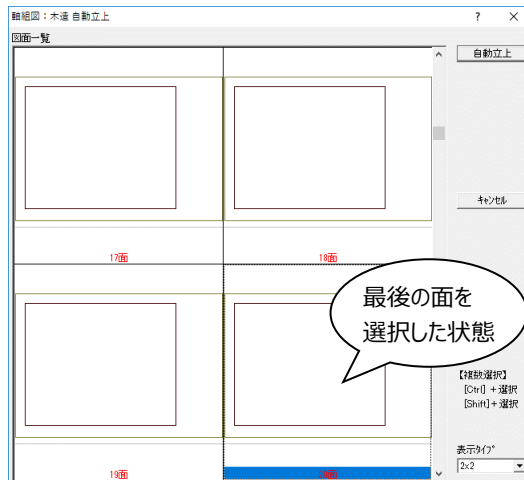 軸組図：木造 自動立上
図面一覧
自動立上
キャンセル
17面
18面
最後の面を
選択した状態
【複数選択】
[Ctrl] + 選択
[Shift] + 選択
表示タイプ
2x2
19面